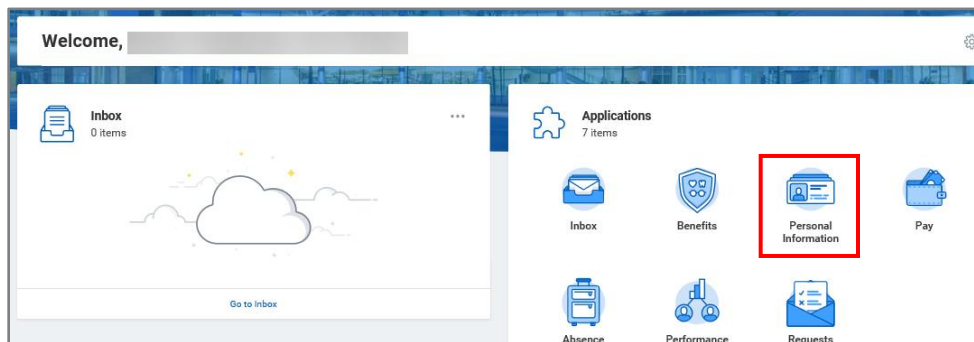 Welcome,
Inbox
0 items
Go to Inbox
Applications
7 items
Inbox
Benefits
Personal
Information
Pay
Absence
Performance
Requests